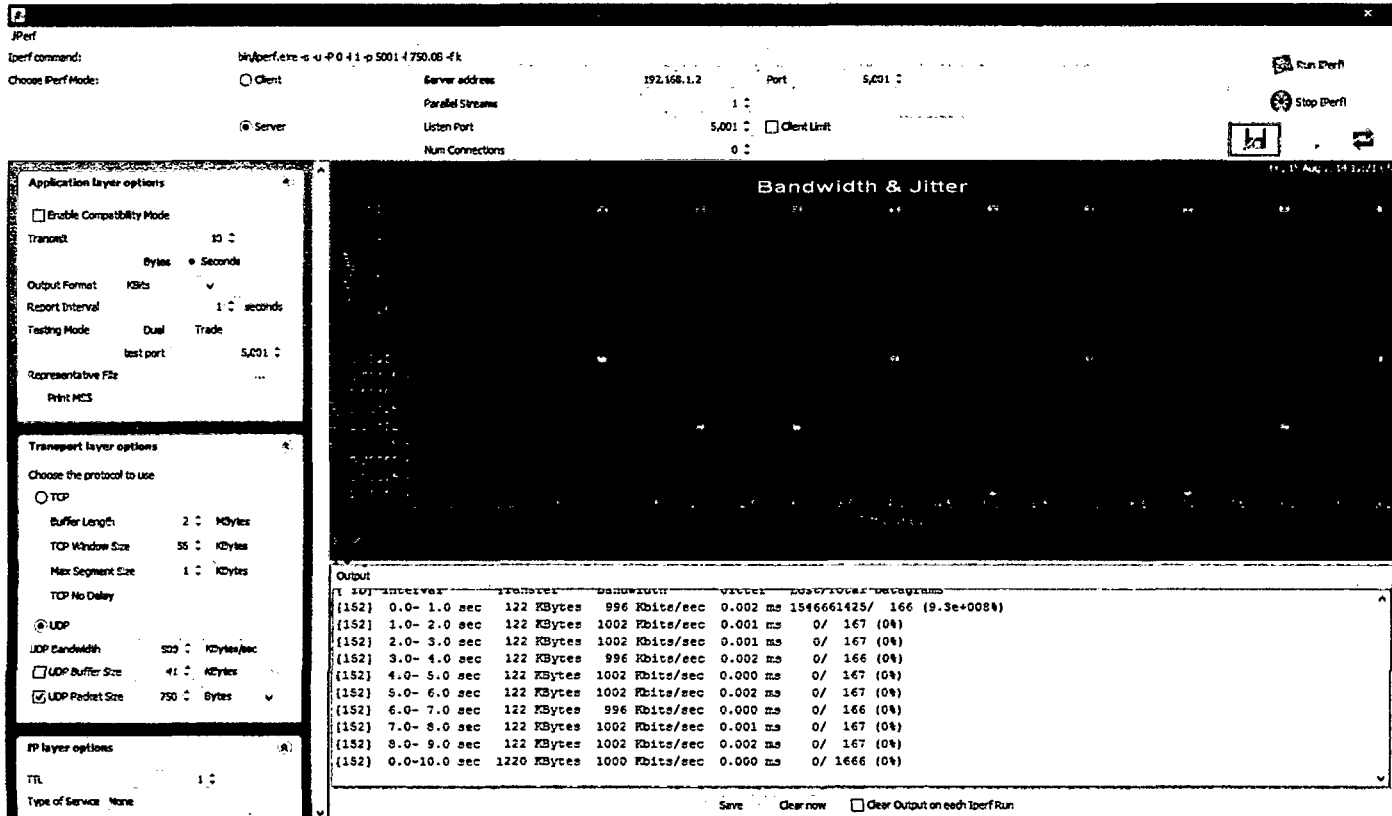 JPerf
Iperf command: bin/iperf.exe -s -u -P 0 -i 1 -p 5001 -l 750.0B -f k
Choose iPerf Mode: Client Server address 192.168.1.2 Port 5,001
Parallel Streams 1
Server Listen Port 5,001 Client Limit
Num Connections 0
Run IPerf!
Stop IPerf!
Application layer options
Enable Compatibility Mode
Transmit 10
Bytes Seconds
Output Format KBits
Report Interval 1 seconds
Testing Mode Dual Trade
test port 5,001
Representative File ...
Print MSS
Transport layer options
Choose the protocol to use
TCP
Buffer Length 2 MBytes
TCP Window Size 56 KBytes
Max Segment Size 1 KBytes
TCP No Delay
UDP
UDP Bandwidth KBytes/sec
UDP Buffer Size 41 KBytes
UDP Packet Size 750 Bytes
IP layer options
TTL 1
Type of Service None
Bandwidth & Jitter
Output
[ ID] Interval Transfer Bandwidth Jitter Lost/Total Datagrams
[152] 0.0- 1.0 sec 122 KBytes 996 Kbits/sec 0.002 ms 1546661425/ 166 (9.3e+008%)
[152] 1.0- 2.0 sec 122 KBytes 1002 Kbits/sec 0.001 ms 0/ 167 (0%)
[152] 2.0- 3.0 sec 122 KBytes 1002 Kbits/sec 0.001 ms 0/ 167 (0%)
[152] 3.0- 4.0 sec 122 KBytes 996 Kbits/sec 0.002 ms 0/ 166 (0%)
[152] 4.0- 5.0 sec 122 KBytes 1002 Kbits/sec 0.000 ms 0/ 167 (0%)
[152] 5.0- 6.0 sec 122 KBytes 1002 Kbits/sec 0.002 ms 0/ 167 (0%)
[152] 6.0- 7.0 sec 122 KBytes 996 Kbits/sec 0.000 ms 0/ 166 (0%)
[152] 7.0- 8.0 sec 122 KBytes 1002 Kbits/sec 0.001 ms 0/ 167 (0%)
[152] 8.0- 9.0 sec 122 KBytes 1002 Kbits/sec 0.002 ms 0/ 167 (0%)
[152] 0.0-10.0 sec 1220 KBytes 1000 Kbits/sec 0.000 ms 0/ 1666 (0%)
Save Clear now Clear Output on each Iperf Run